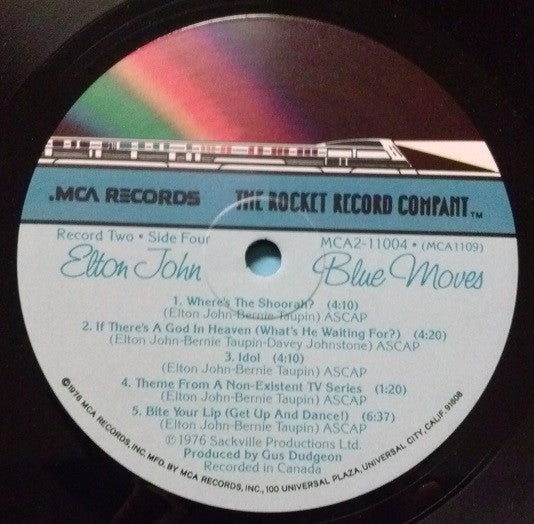 .MCA RECORDS THE ROCKET RECORD COMPANY™
Record Two • Side Four MCA2-11004 • (MCA1109)
Elton John Blue Moves
1. Where's The Shoorah? (4:10)
(Elton John-Bernie Taupin) ASCAP
2. If There's A God In Heaven (What's He Waiting For?) (4:20)
(Elton John-Bernie Taupin-Davey Johnstone) ASCAP
3. Idol (4:10)
(Elton John-Bernie Taupin) ASCAP
4. Theme From A Non-Existent TV Series (1:20)
(Elton John-Bernie Taupin) ASCAP
5. Bite Your Lip (Get Up And Dance!) (6:37)
(Elton John-Bernie Taupin) ASCAP
℗ 1976 Sackville Productions Ltd.
Produced by Gus Dudgeon
Recorded in Canada
©1976 MCA RECORDS, INC. MFG. BY MCA RECORDS, INC., 100 UNIVERSAL PLAZA, UNIVERSAL CITY, CALIF. 91608